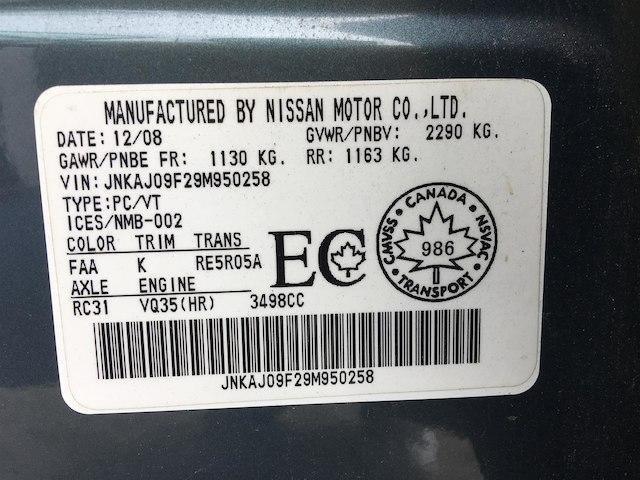 MANUFACTURED BY NISSAN MOTOR CO.,LTD.
DATE: 12/08 GVWR/PNBV: 2290 KG.
GAWR/PNBE FR: 1130 KG. RR: 1163 KG.
VIN: JNKAJ09F29M950258
TYPE:PC/VT
ICES/NMB-002
COLOR TRIM TRANS
FAA K RE5R05A
AXLE ENGINE
RC31 VQ35(HR) 3498CC
EC
CANADA
CMVSS NSVAC
986
TRANSPORT
JNKAJ09F29M950258